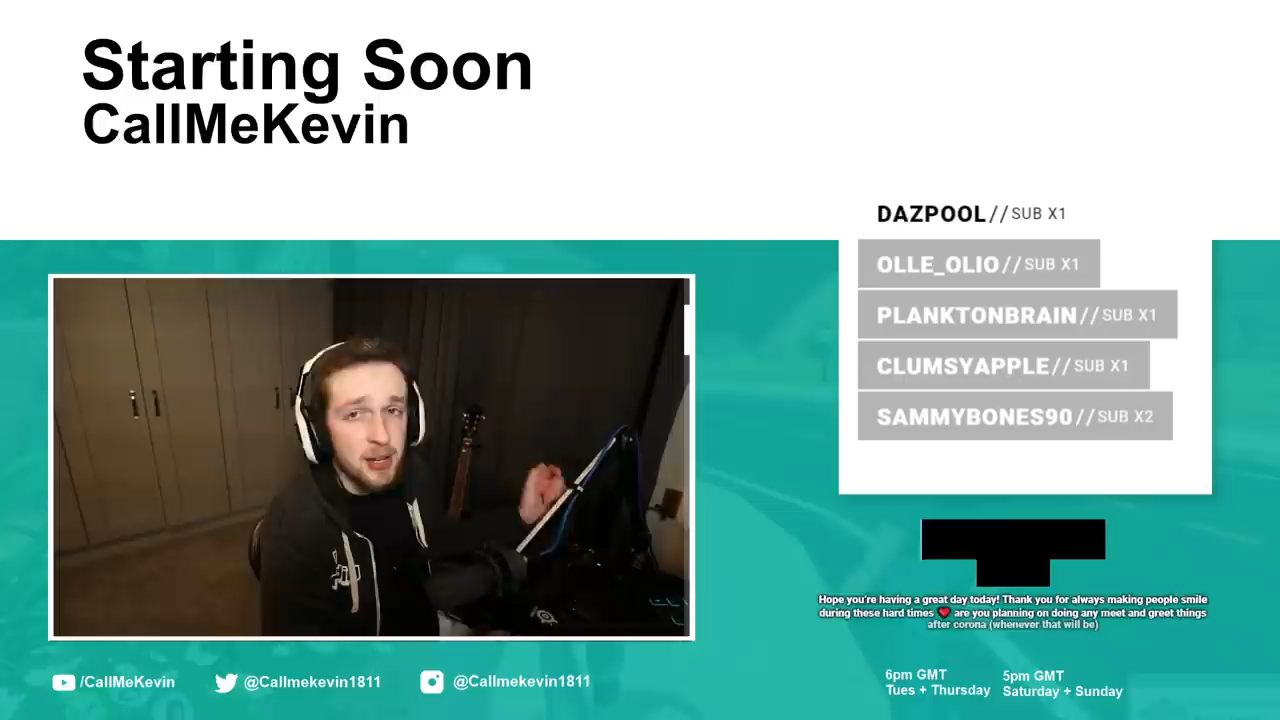 Starting Soon
CallMeKevin
DAZPOOL//SUB X1
OLLE_OLIO//SUB X1
PLANKTONBRAIN//SUB X1
CLUMSYAPPLE//SUB X1
SAMMYBONES90//SUB X2
Hope you're having a great day today! Thank you for always making people smile
during these hard times ❤️ are you planning on doing any meet and greet things
after corona (whenever that will be)
/CallMeKevin
@Callmekevin1811
@Callmekevin1811
6pm GMT
Tues + Thursday
5pm GMT
Saturday + Sunday